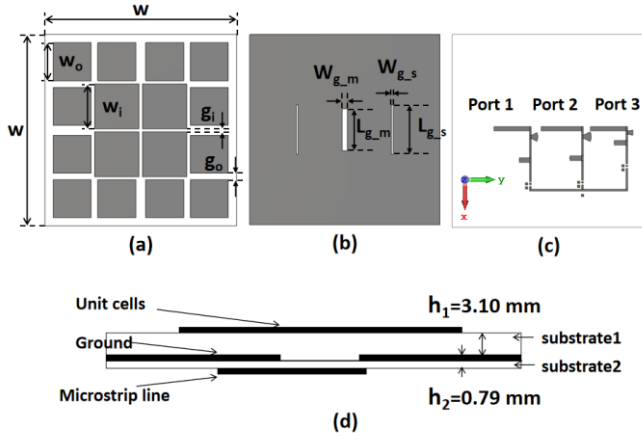 W
W
Wo
Wi
gi
go
(a)
Wg_m
Wg_s
Lg_m
Lg_s
(b)
Port 1 Port 2 Port 3
z
y
x
(c)
Unit cells
h1=3.10 mm
Ground
substrate1
substrate2
Microstrip line
h2=0.79 mm
(d)